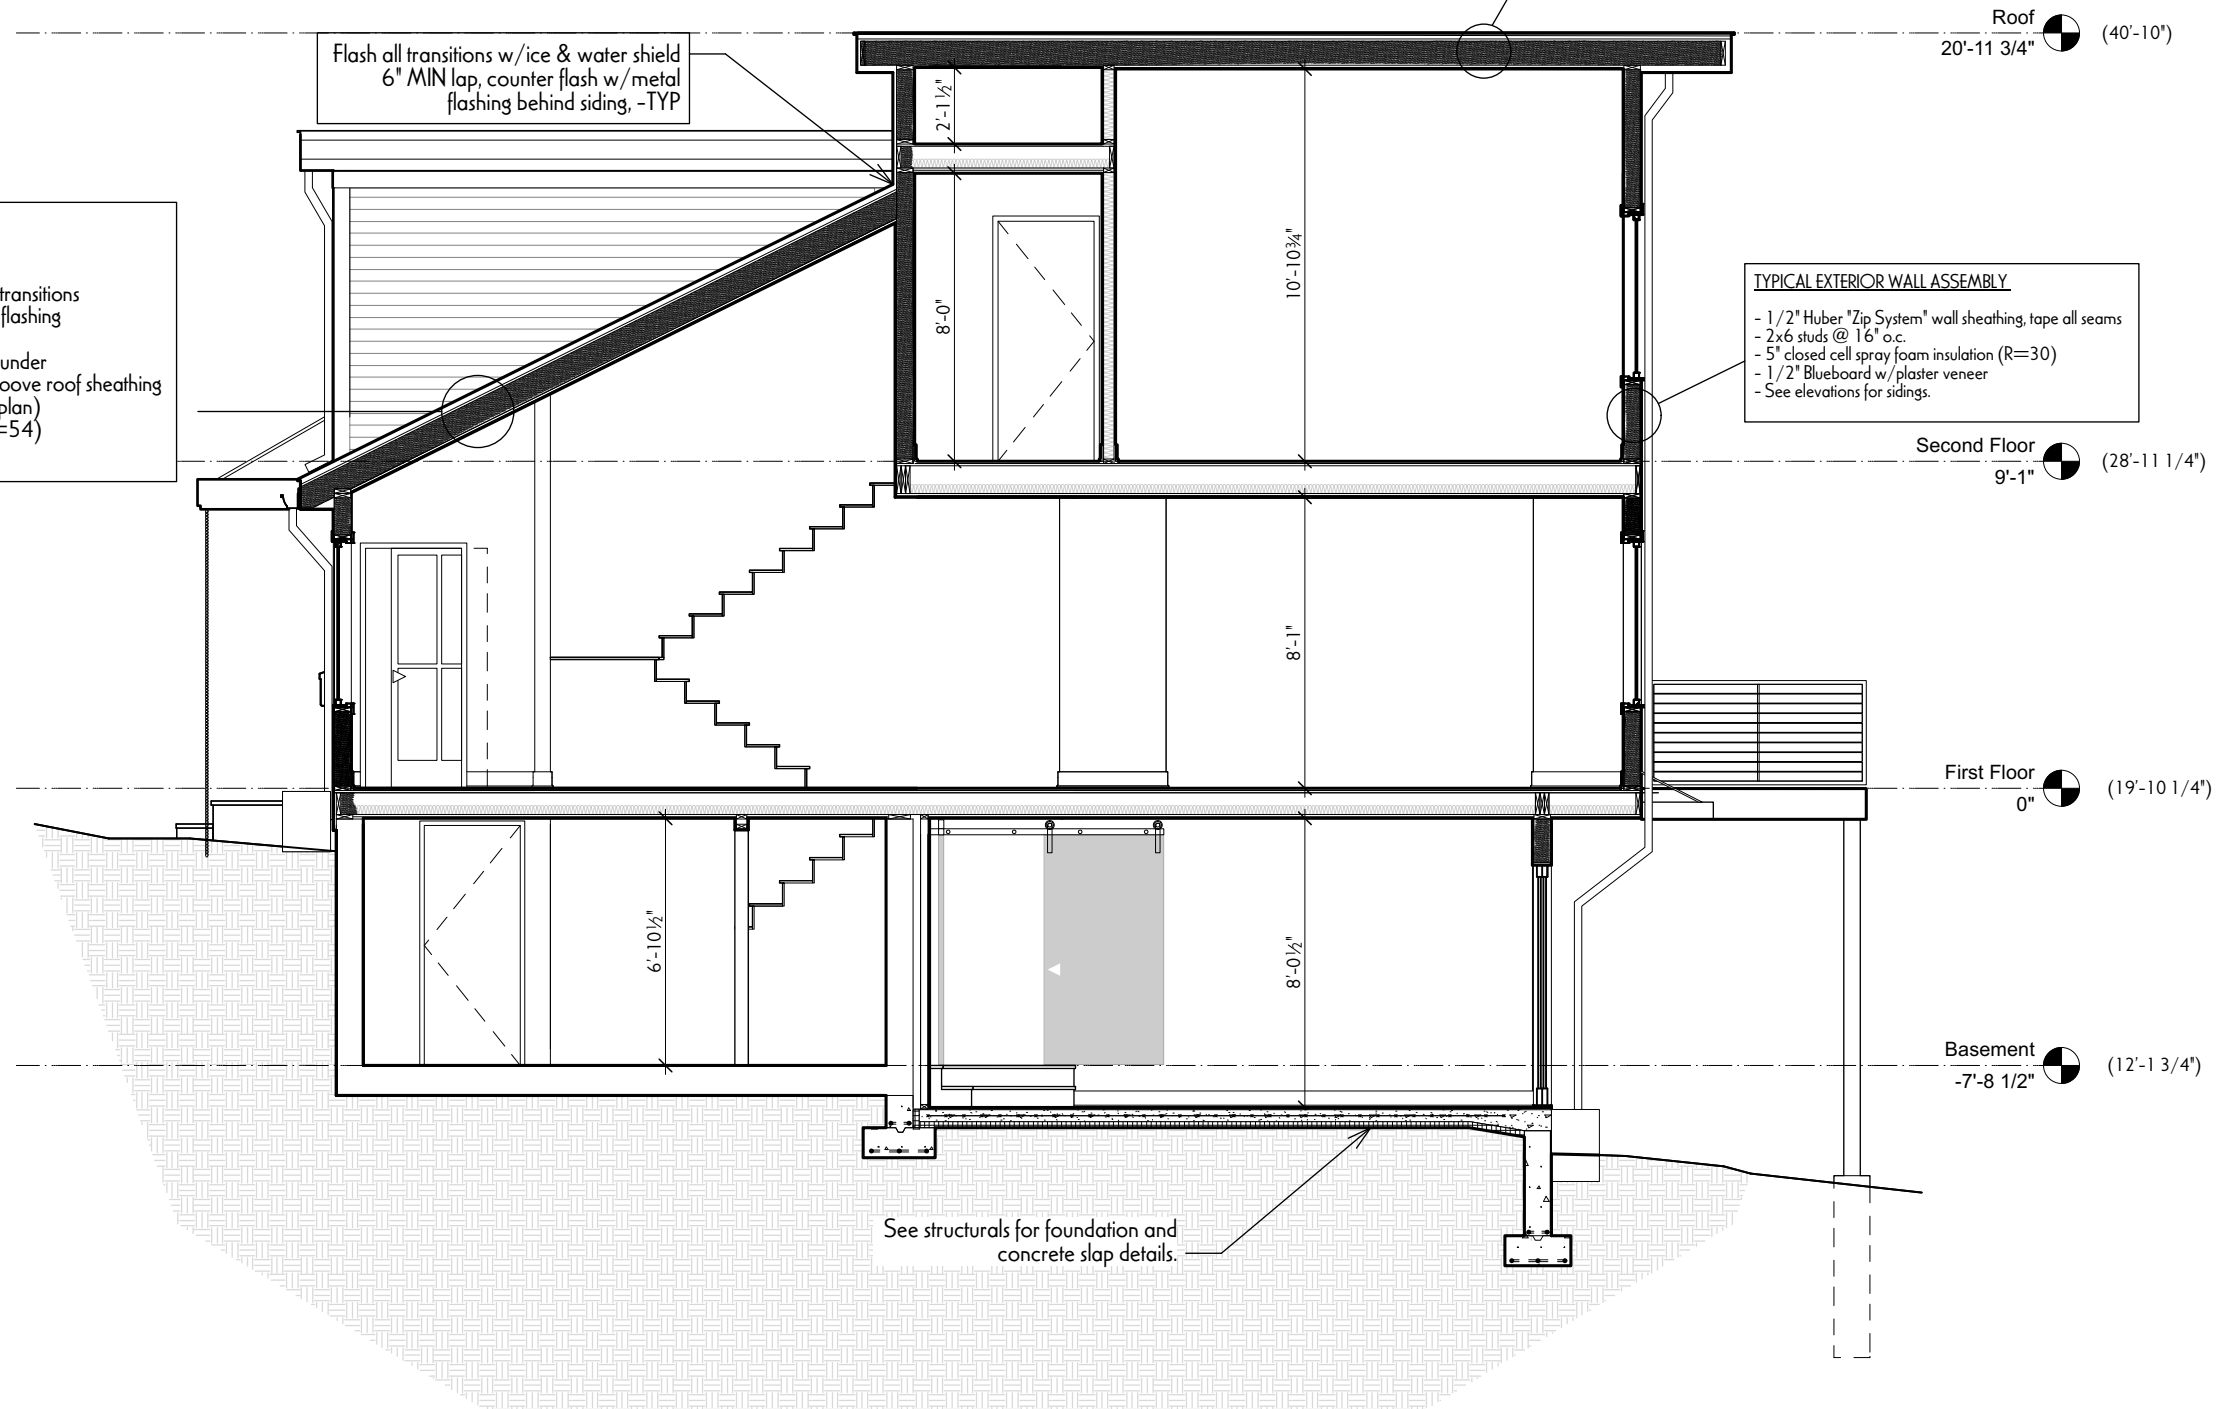 Roof
20'-11 3/4"
(40'-10")
Flash all transitions w/ice & water shield
6" MIN lap, counter flash w/metal
flashing behind siding, -TYP
2'-1½"
transitions
flashing
under
oove roof sheathing
plan)
=54)
8'-0"
10'-10¾"
TYPICAL EXTERIOR WALL ASSEMBLY
- 1/2" Huber "Zip System" wall sheathing, tape all seams
- 2x6 studs @ 16" o.c.
- 5" closed cell spray foam insulation (R=30)
- 1/2" Blueboard w/plaster veneer
- See elevations for sidings.
Second Floor
9'-1"
(28'-11 1/4")
8'-1"
First Floor
0"
(19'-10 1/4")
6'-10½"
8'-0½"
Basement
-7'-8 1/2"
(12'-1 3/4")
See structurals for foundation and
concrete slap details.